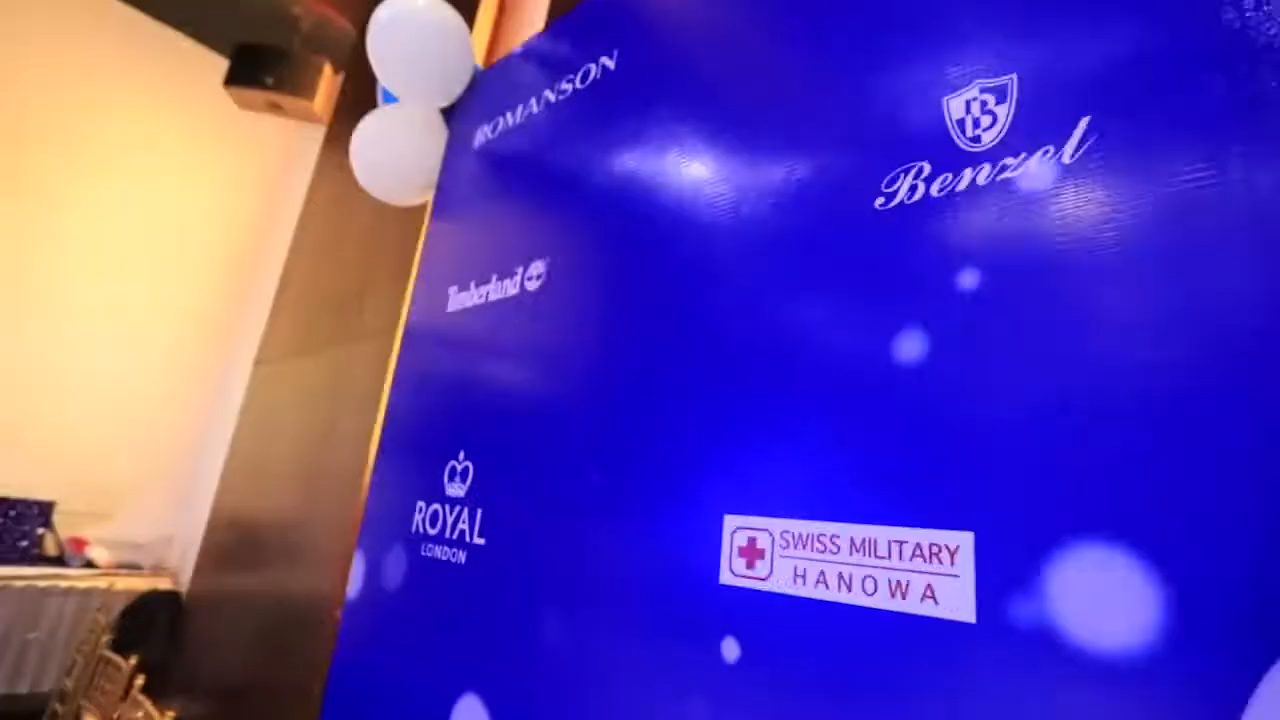 ROMANSON
B
Benzel
Timberland
ROYAL
LONDON
SWISS MILITARY
HANOWA